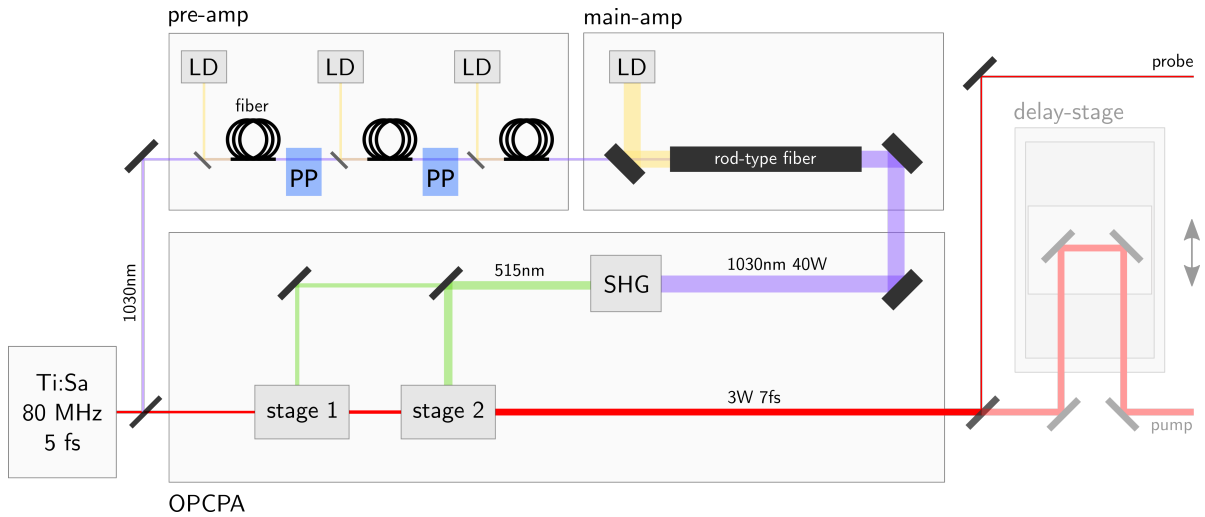 pre-amp
main-amp
LD
LD
LD
LD
probe
fiber
delay-stage
rod-type fiber
PP
PP
1030nm
515nm
1030nm 40W
SHG
Ti:Sa
80 MHz
5 fs
stage 1
stage 2
3W 7fs
pump
OPCPA